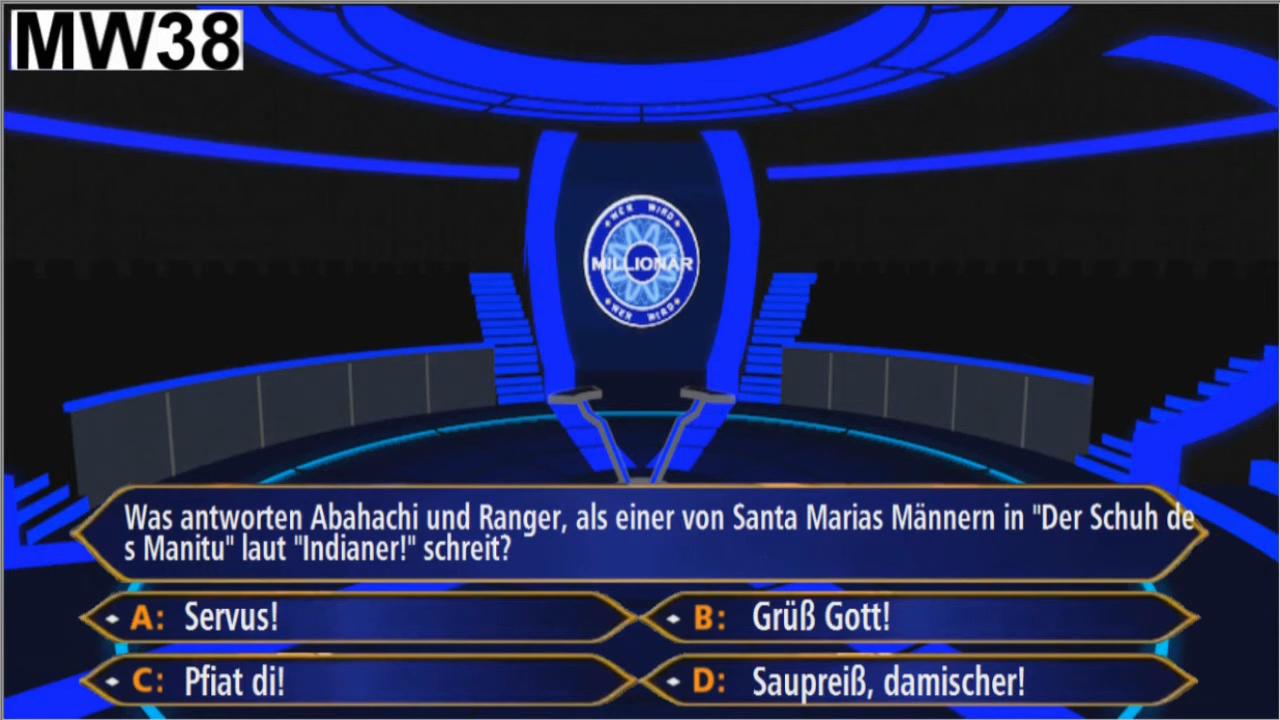 MW38
WER WIRD
MILLIONÄR
WER WIRD
Was antworten Abahachi und Ranger, als einer von Santa Marias Männern in "Der Schuh de
s Manitu" laut "Indianer!" schreit?
A: Servus!
B: Grüß Gott!
C: Pfiat di!
D: Saupreiß, damischer!